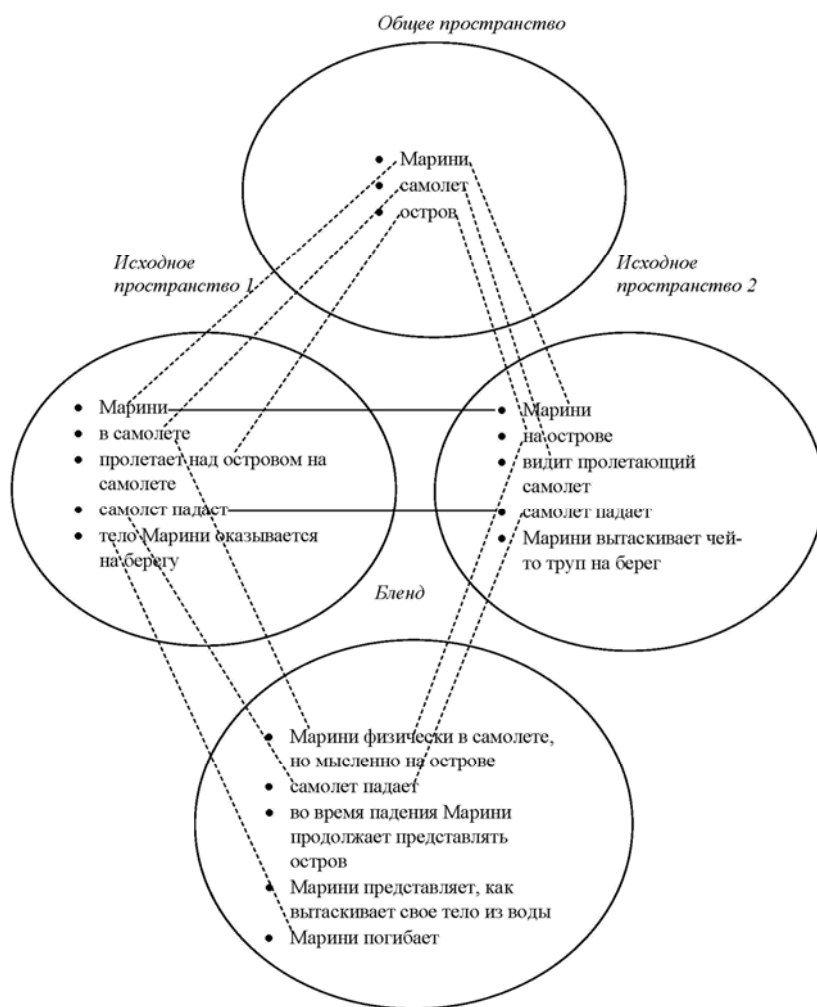 Общее пространство
• Марини
• самолет
• остров
Исходное
пространство 1
Исходное
пространство 2
• Марини
• в самолете
• пролетает над островом на
самолете
• самолет падает
• тело Марини оказывается
на берегу
• Марини
• на острове
• видит пролетающий
самолет
• самолет падает
• Марини вытаскивает чей-
то труп на берег
Бленд
• Марини физически в самолете,
но мысленно на острове
• самолет падает
• во время падения Марини
продолжает представлять
остров
• Марини представляет, как
вытаскивает свое тело из воды
• Марини погибает